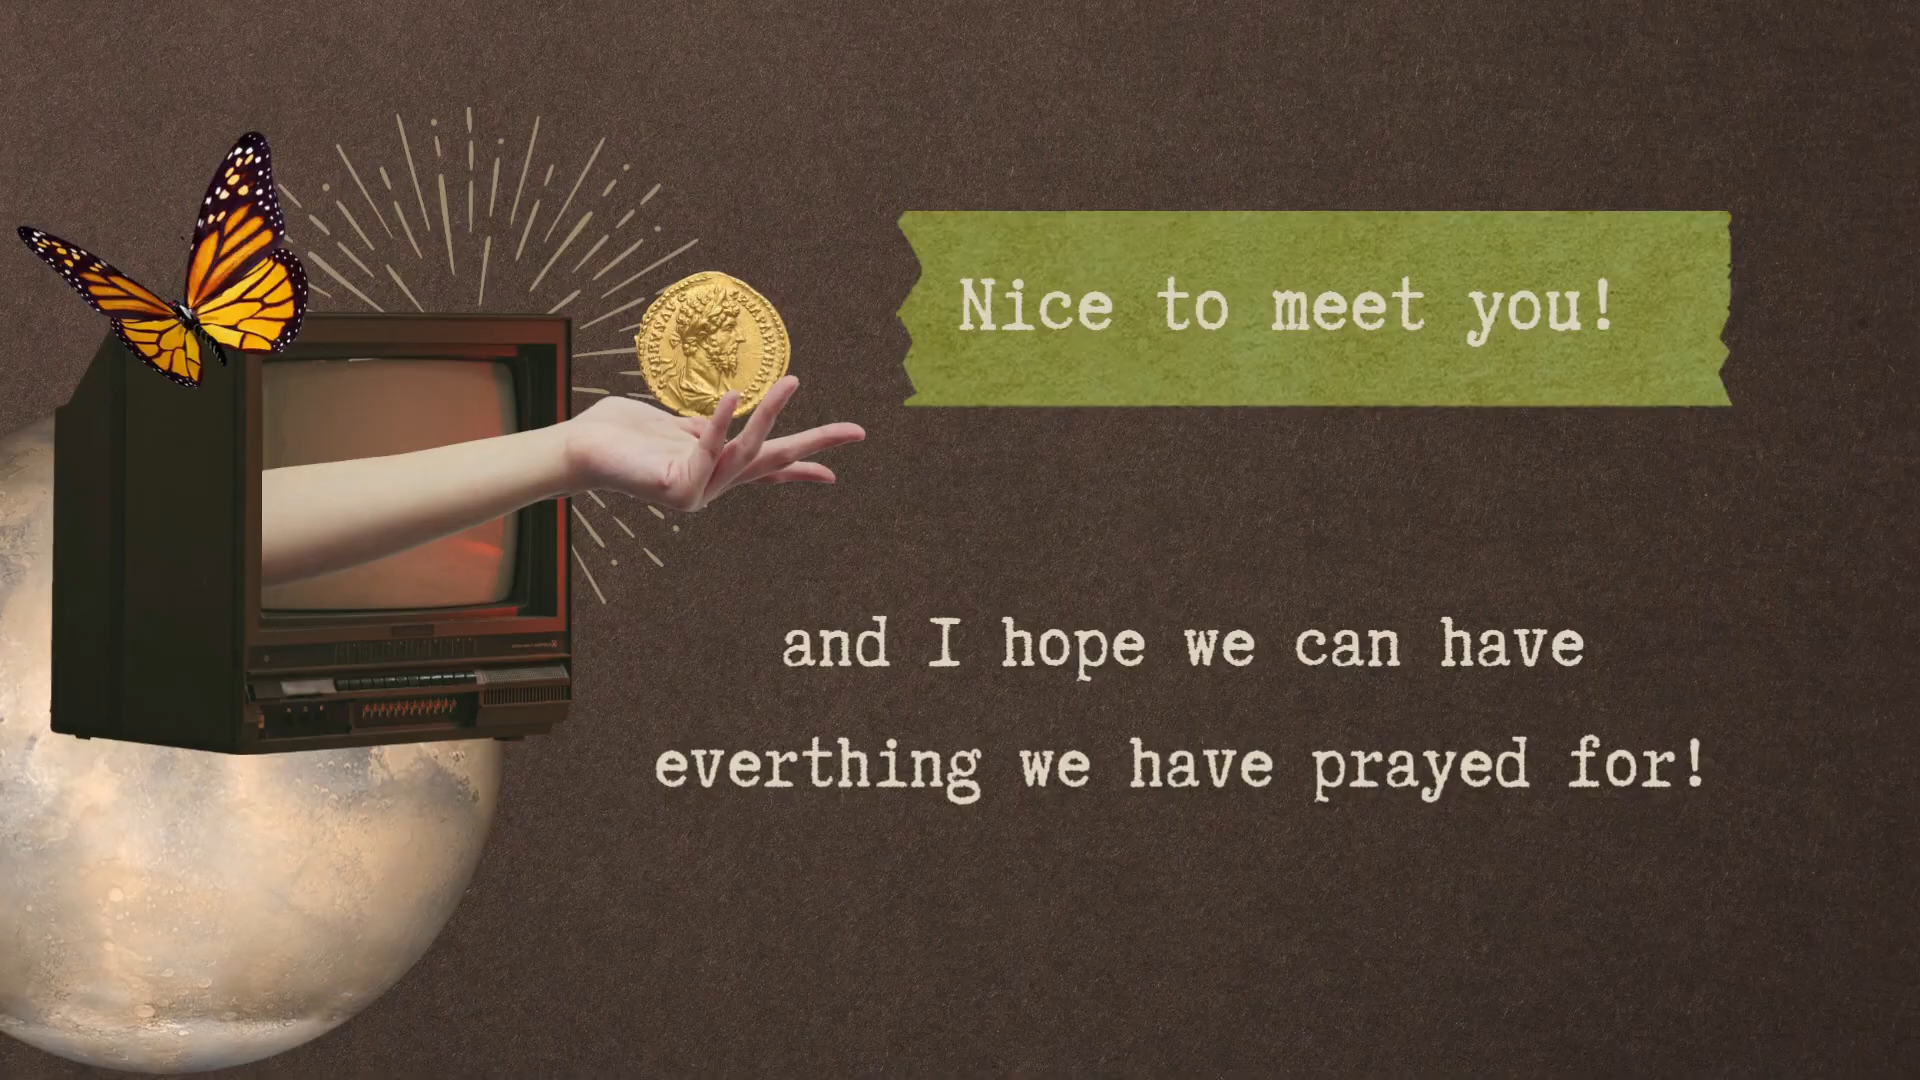 Nice to meet you!
and I hope we can have
everthing we have prayed for!